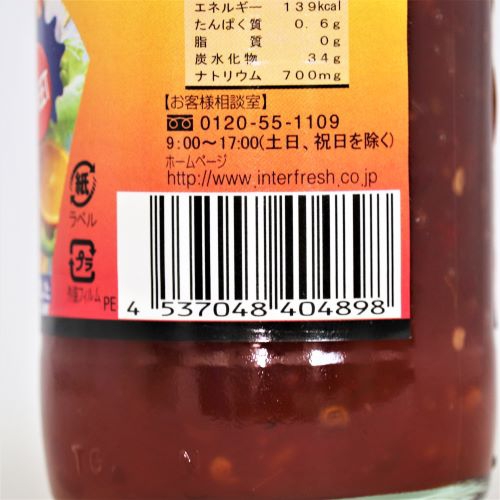 エネルギー 139kcal
たんぱく質 0.6g
脂質 0g
炭水化物 34g
ナトリウム 700mg
【お客様相談室】
0120-55-1109
9:00〜17:00(土日、祝日を除く)
ホームページ
http://www.interfresh.co.jp
紙
ラベル
プラ
外装フィルム PE
4 537048 404898